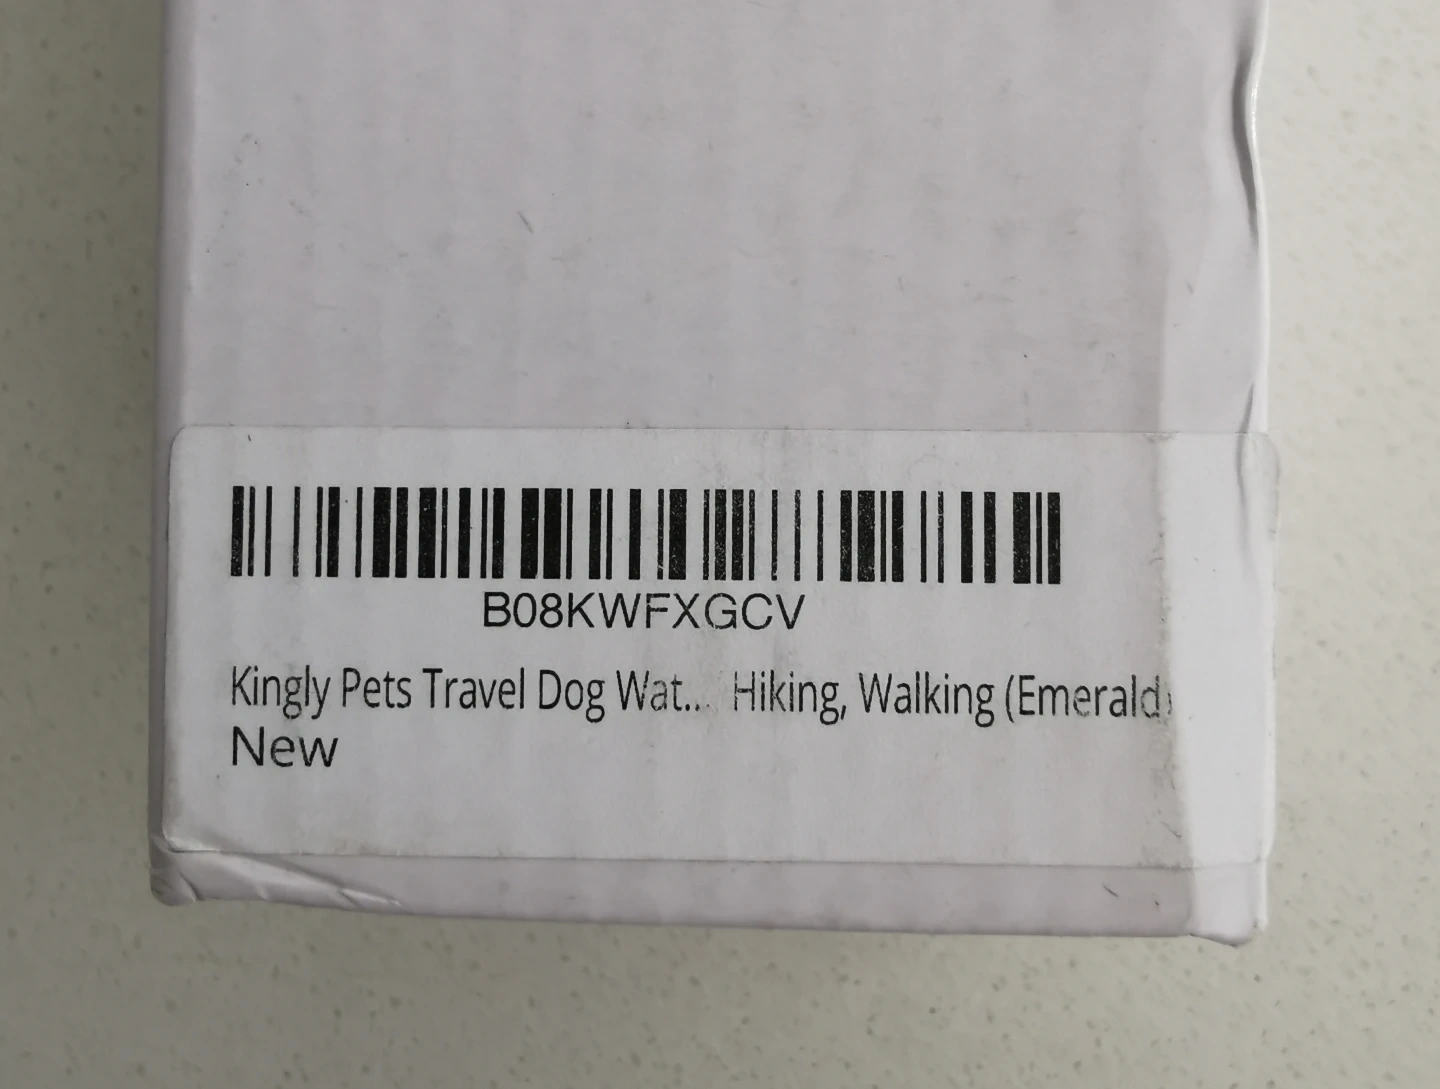 B08KWFXGCV
Kingly Pets Travel Dog Wat... Hiking, Walking (Emerald)
New